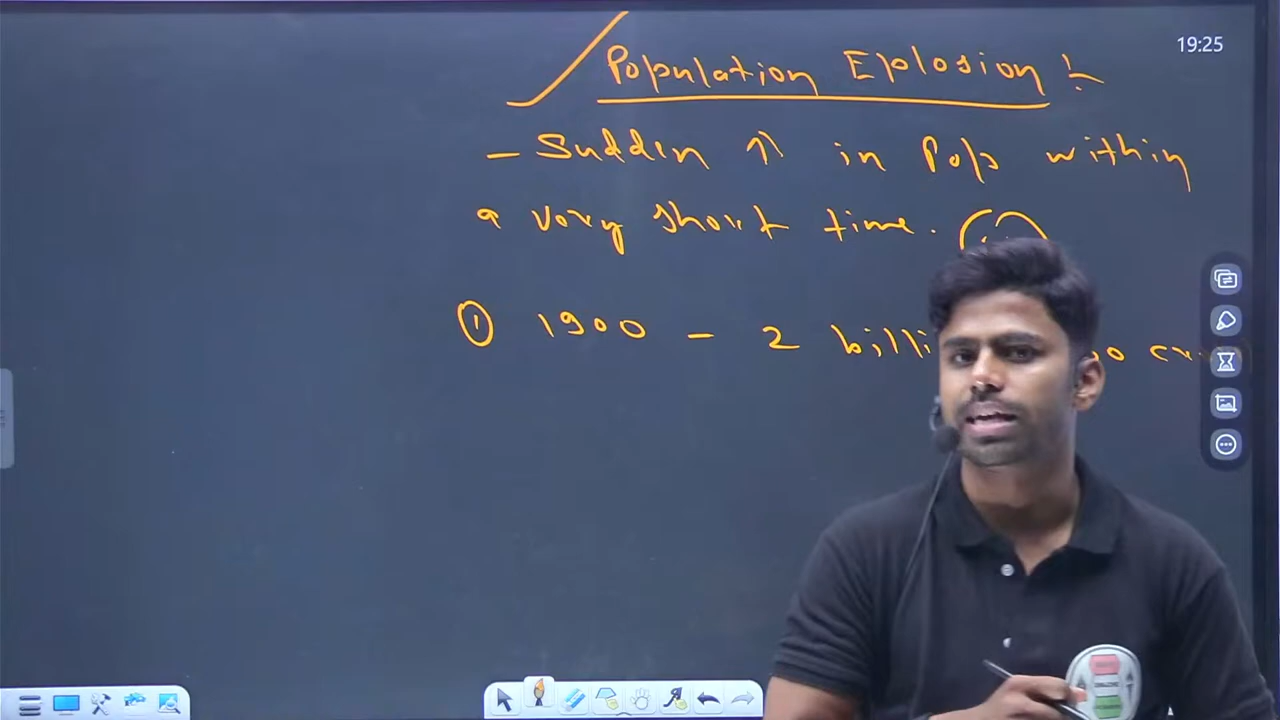 19:25
Population Explosion :-
- Sudden ↑↑ in Pop within
a very short time.
① 1900 - 2 billi